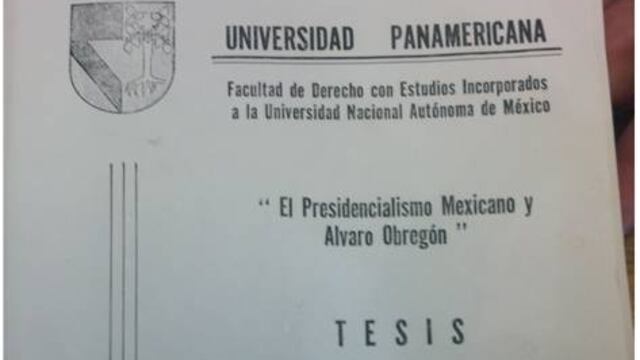 UNIVERSIDAD PANAMERICANA
Facultad de Derecho con Estudios Incorporados
a la Universidad Nacional Autónoma de México
“ El Presidencialismo Mexicano y
Alvaro Obregón ”
TESIS